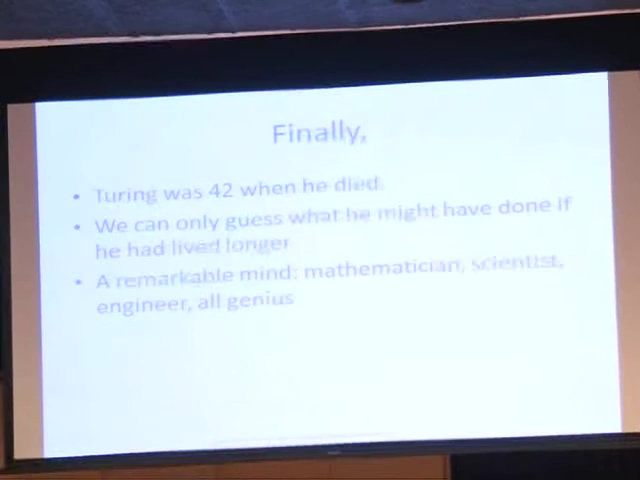 Finally,
• Turing was 42 when he died.
• We can only guess what he might have done if
he had lived longer
• A remarkable mind: mathematician, scientist,
engineer, all genius